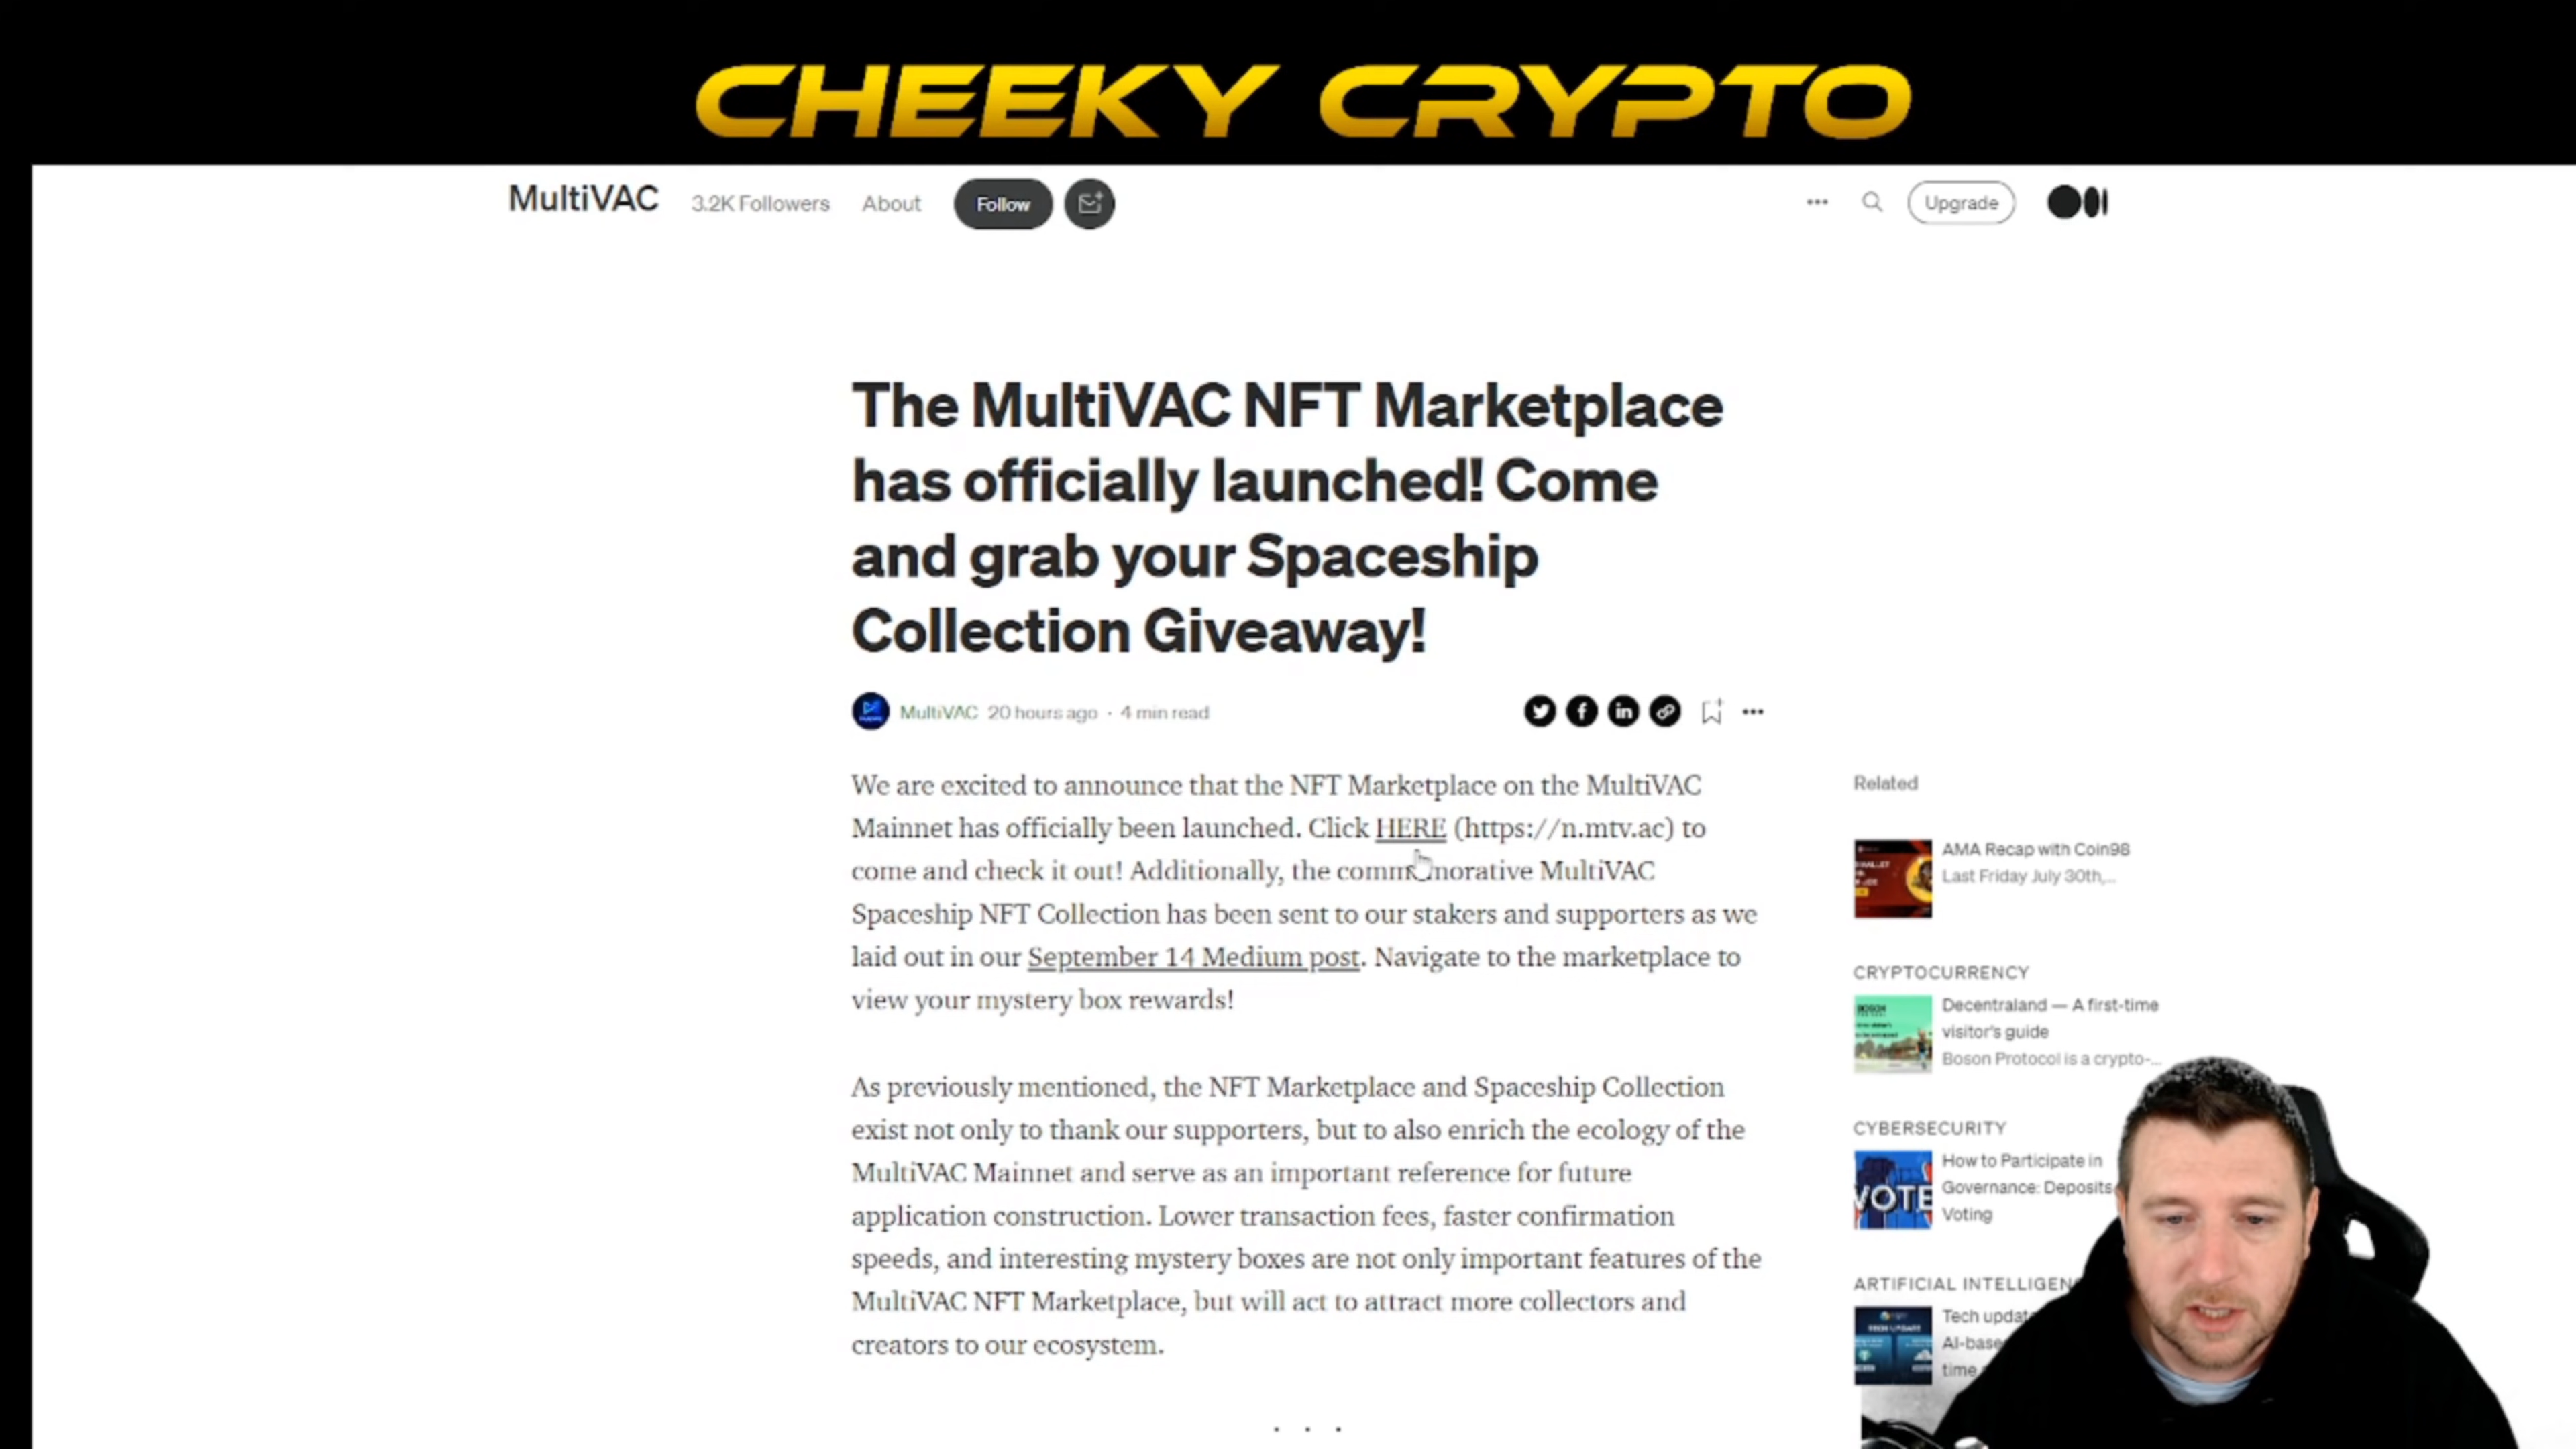 CHEEKY CRYPTO
MultiVAC 3.2K Followers About Follow
Upgrade
The MultiVAC NFT Marketplace
has officially launched! Come
and grab your Spaceship
Collection Giveaway!
MultiVAC 20 hours ago · 4 min read
We are excited to announce that the NFT Marketplace on the MultiVAC
Mainnet has officially been launched. Click HERE (https://n.mtv.ac) to
come and check it out! Additionally, the commemorative MultiVAC
Spaceship NFT Collection has been sent to our stakers and supporters as we
laid out in our September 14 Medium post. Navigate to the marketplace to
view your mystery box rewards!
As previously mentioned, the NFT Marketplace and Spaceship Collection
exist not only to thank our supporters, but to also enrich the ecology of the
MultiVAC Mainnet and serve as an important reference for future
application construction. Lower transaction fees, faster confirmation
speeds, and interesting mystery boxes are not only important features of the
MultiVAC NFT Marketplace, but will act to attract more collectors and
creators to our ecosystem.
. . .
Related
AMA Recap with Coin98
Last Friday July 30th,...
CRYPTOCURRENCY
Decentraland — A first-time
visitor's guide
Boson Protocol is a crypto-...
CYBERSECURITY
How to Participate in
Governance: Deposits
Voting
VOTE
ARTIFICIAL INTELLIGEN
Tech updat
AI-base
time
TECH UPDATE